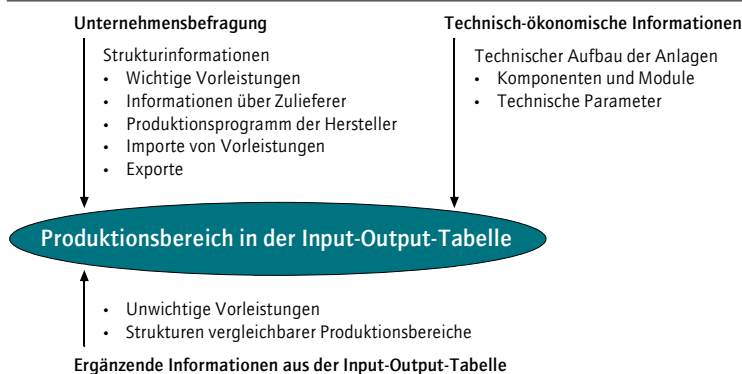 Unternehmensbefragung
Strukturinformationen
• Wichtige Vorleistungen
• Informationen über Zulieferer
• Produktionsprogramm der Hersteller
• Importe von Vorleistungen
• Exporte
Technisch-ökonomische Informationen
Technischer Aufbau der Anlagen
• Komponenten und Module
• Technische Parameter
Produktionsbereich in der Input-Output-Tabelle
• Unwichtige Vorleistungen
• Strukturen vergleichbarer Produktionsbereiche
Ergänzende Informationen aus der Input-Output-Tabelle